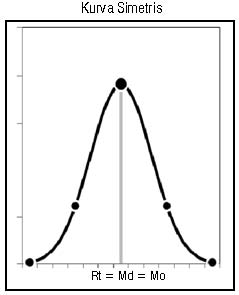 Kurva Simetris
Rt = Md = Mo